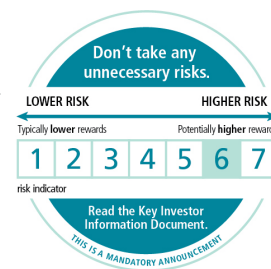 Don't take any
unnecessary risks.
LOWER RISK HIGHER RISK
Typically lower rewards Potentially higher rewar
1 2 3 4 5 6 7
risk indicator
Read the Key Investor
Information Document.
THIS IS A MANDATORY ANNOUNCEMENT